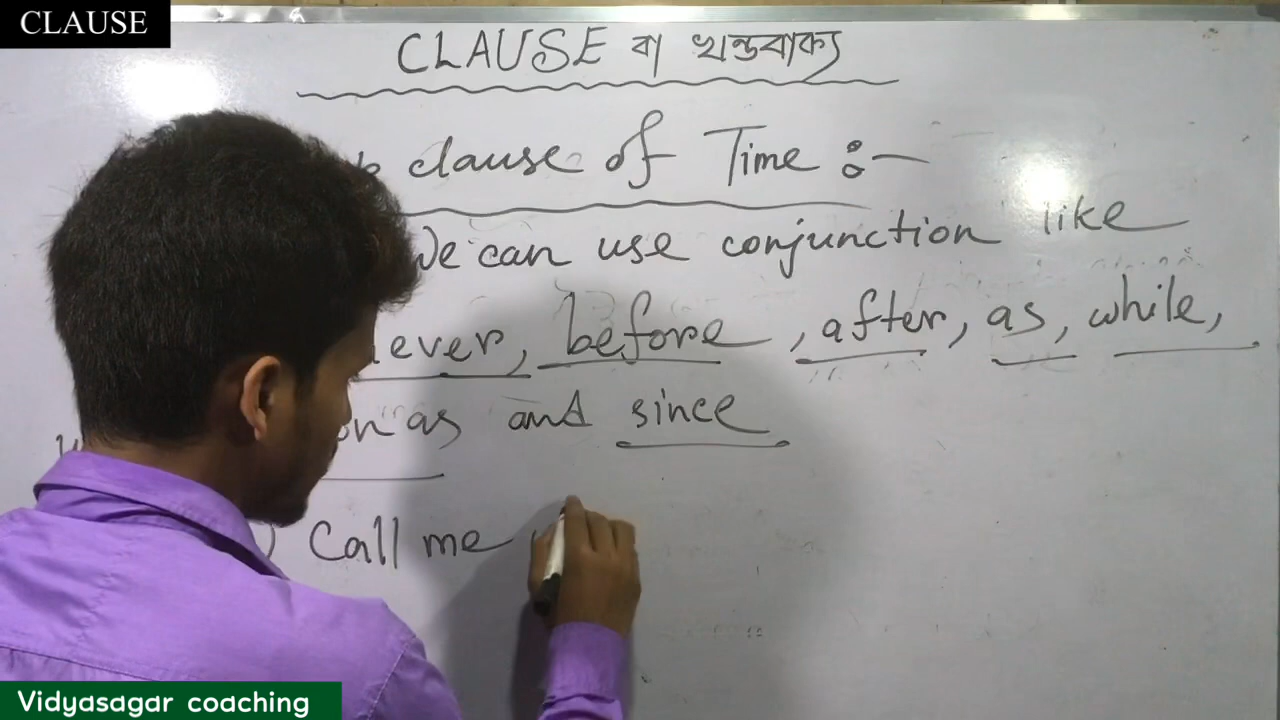 CLAUSE
CLAUSE বা খন্ডবাক্য
clause of Time :-
We can use conjunction like
ever, before, after, as, while,
on as and since
) Call me
Vidyasagar coaching